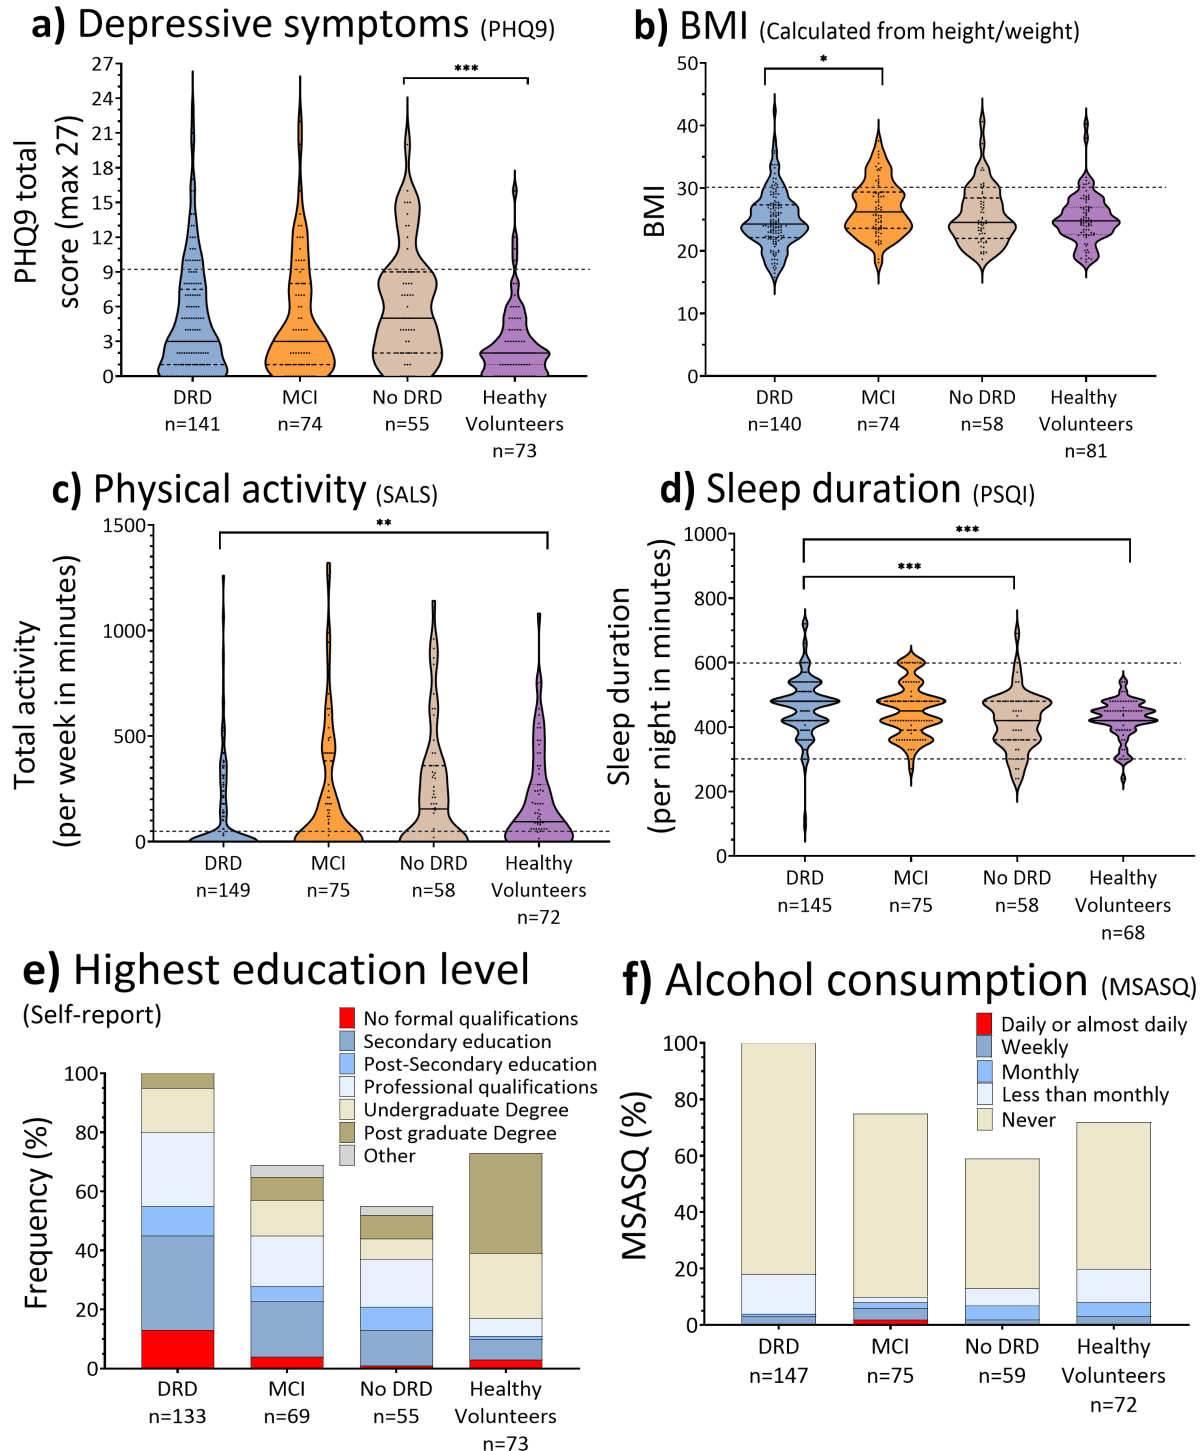 a) Depressive symptoms (PHQ9)
PHQ9 total
score (max 27)
27
24
21
18
15
12
9
6
3
0
***
DRD
n=141
MCI
n=74
No DRD
n=55
Heathy
Volunteers
n=73
b) BMI (Calculated from height/weight)
BMI
50
40
30
20
10
0
*
DRD
n=140
MCI
n=74
No DRD
n=58
Heathy
Volunteers
n=81
c) Physical activity (SALS)
Total activity
(per week in minutes)
1500
1000
500
0
**
DRD
n=149
MCI
n=75
No DRD
n=58
Healthy
Volunteers
n=72
d) Sleep duration (PSQI)
Sleep duration
(per night in minutes)
1000
800
600
400
200
0
***
***
DRD
n=145
MCI
n=75
No DRD
n=58
Healthy
Volunteers
n=68
e) Highest education level
(Self-report)
No formal qualifications
Secondary education
Post-Secondary education
Professional qualifications
Undergraduate Degree
Post graduate Degree
Other
Frequency (%)
100
80
60
40
20
0
DRD
n=133
MCI
n=69
No DRD
n=55
Healthy
Volunteers
n=73
f) Alcohol consumption (MSASQ)
Daily or almost daily
Weekly
Monthly
Less than monthly
Never
MSASQ (%)
100
80
60
40
20
0
DRD
n=147
MCI
n=75
No DRD
n=59
Healthy
Volunteers
n=72